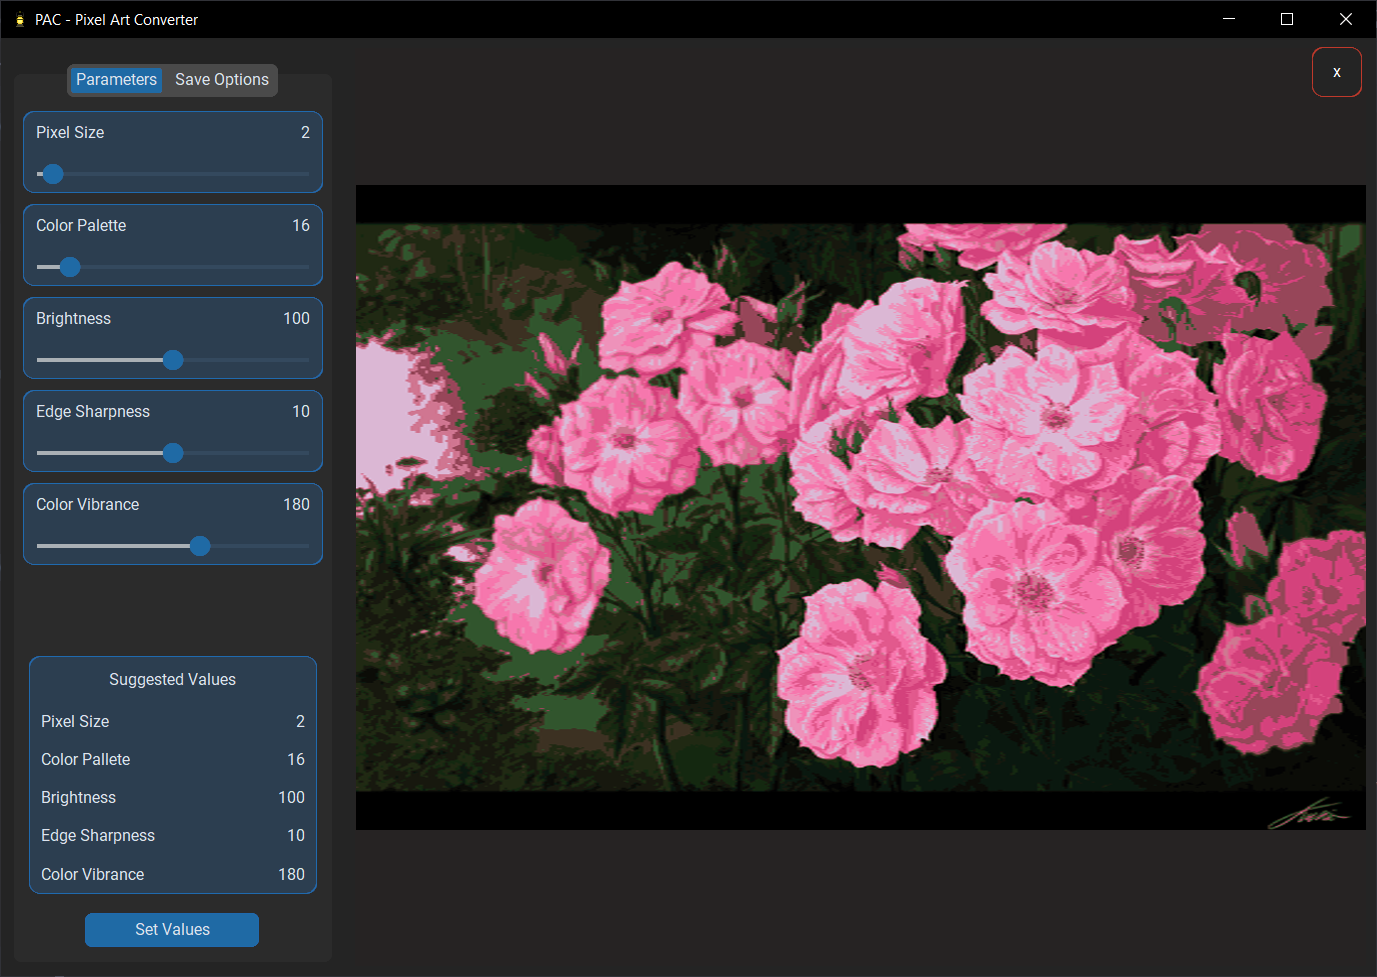 PAC - Pixel Art Converter
x
Parameters Save Options
Pixel Size 2
Color Palette 16
Brightness 100
Edge Sharpness 10
Color Vibrance 180
Suggested Values
Pixel Size 2
Color Pallete 16
Brightness 100
Edge Sharpness 10
Color Vibrance 180
Set Values